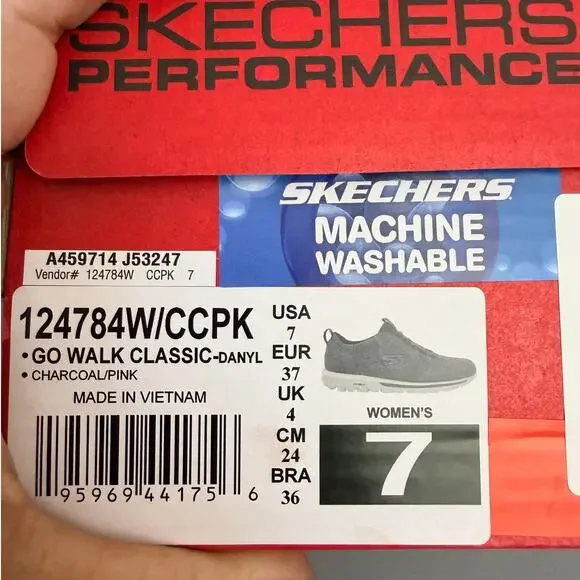 SKECHERS
PERFORMANCE
SKECHERS
MACHINE
WASHABLE
A459714 J53247
Vendor# 124784W CCPK 7
124784W/CCPK
• GO WALK CLASSIC-DANYL
• CHARCOAL/PINK
MADE IN VIETNAM
95969 44175 6
USA
7
EUR
37
UK
4
CM
24
BRA
36
WOMEN'S
7